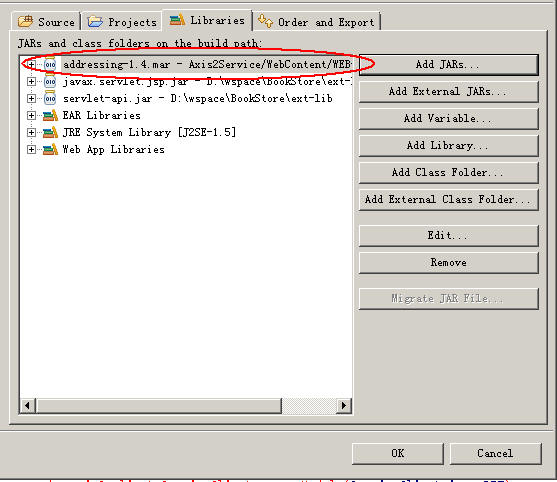 Source Projects Libraries Order and Export
JARs and class folders on the build path:
addressing-1.4.mar - Axis2Service/WebContent/WEB
javax.servlet.jsp.jar - D:\wspace\BookStore\ext-
servlet-api.jar - D:\wspace\BookStore\ext-lib
EAR Libraries
JRE System Library [J2SE-1.5]
Web App Libraries
Add JARs...
Add External JARs...
Add Variable...
Add Library...
Add Class Folder...
Add External Class Folder...
Edit...
Remove
Migrate JAR File...
OK
Cancel